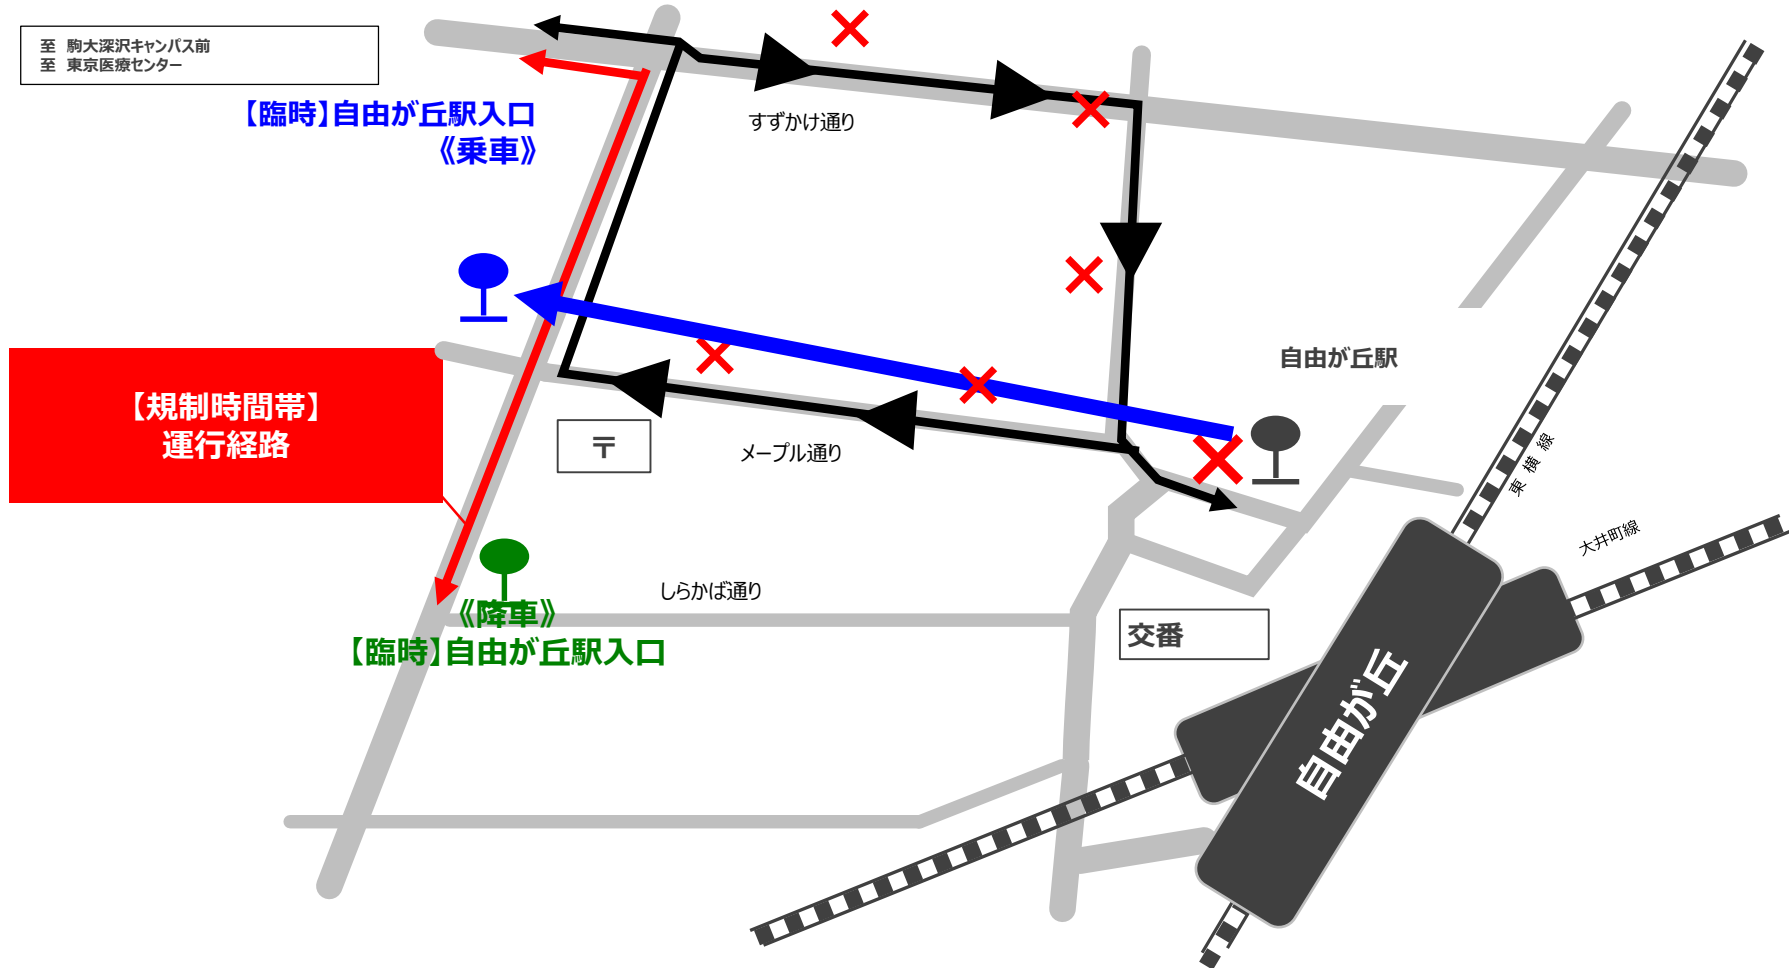 至 駒大深沢キャンパス前
至 東京医療センター
【臨時】自由が丘駅入口
《乗車》
すずかけ通り
自由が丘駅
【規制時間帯】
運行経路
〒
メープル通り
東横線
大井町線
しらかば通り
《降車》
【臨時】自由が丘駅入口
交番
自由が丘